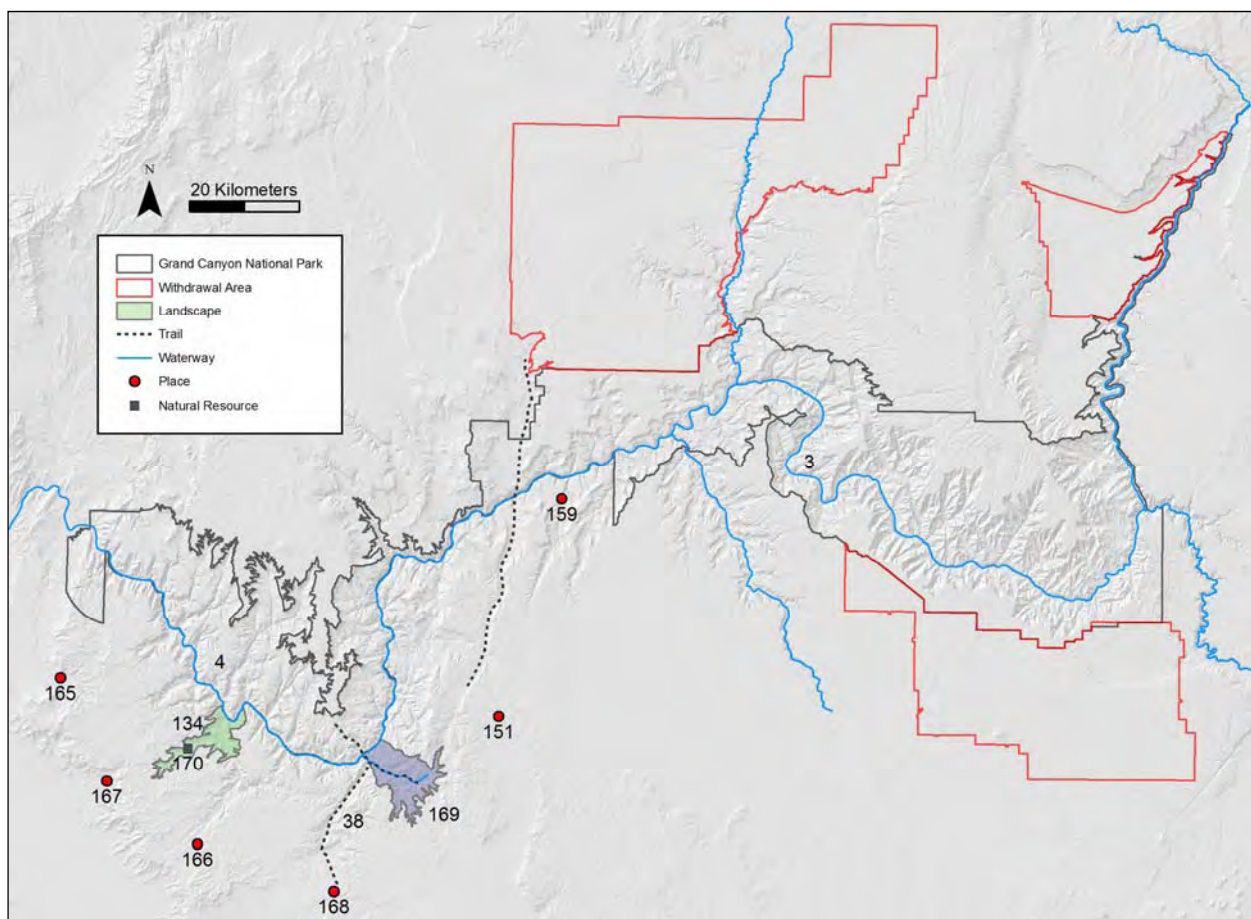 N
20 Kilometers
Grand Canyon National Park
Withdrawal Area
Landscape
Trail
Waterway
Place
Natural Resource
3
159
4
165
134
151
170
167
169
38
166
168